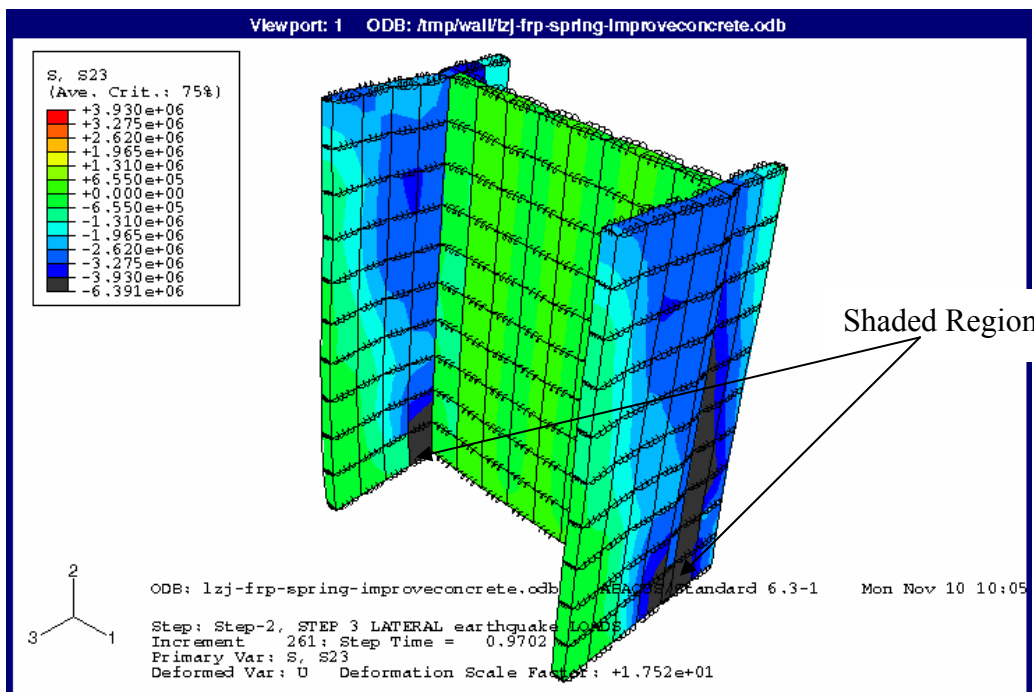 Viewport: 1 ODB: /tmp/wall/lzj-frp-spring-improveconcrete.odb
S, S23
(Ave. Crit.: 75%)
+3.930e+06
+3.275e+06
+2.620e+06
+1.965e+06
+1.310e+06
+6.550e+05
+0.000e+00
-6.550e+05
-1.310e+06
-1.965e+06
-2.620e+06
-3.275e+06
-3.930e+06
-6.391e+06
Shaded Region
2
3
1
ODB: lzj-frp-spring-improveconcrete.odb ABAQUS/Standard 6.3-1 Mon Nov 10 10:05
Step: Step-2, STEP 3 LATERAL earthquake LOADS
Increment 261: Step Time = 0.9702
Primary Var: S, S23
Deformed Var: U Deformation Scale Factor: +1.752e+01